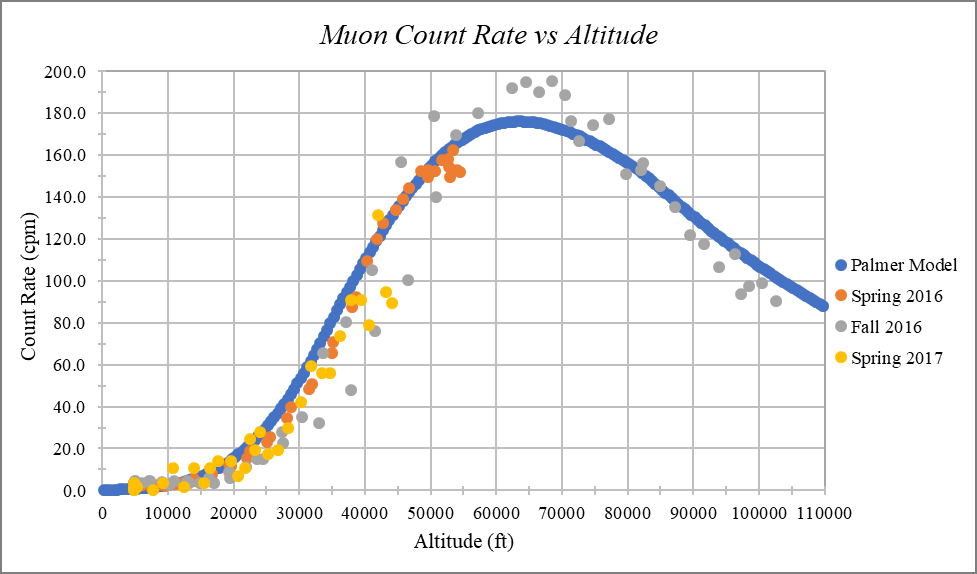 Muon Count Rate vs Altitude
200.0
180.0
160.0
140.0
120.0
100.0
80.0
60.0
40.0
20.0
0.0
Count Rate (cpm)
0 10000 20000 30000 40000 50000 60000 70000 80000 90000 100000 110000
Altitude (ft)
Palmer Model
Spring 2016
Fall 2016
Spring 2017